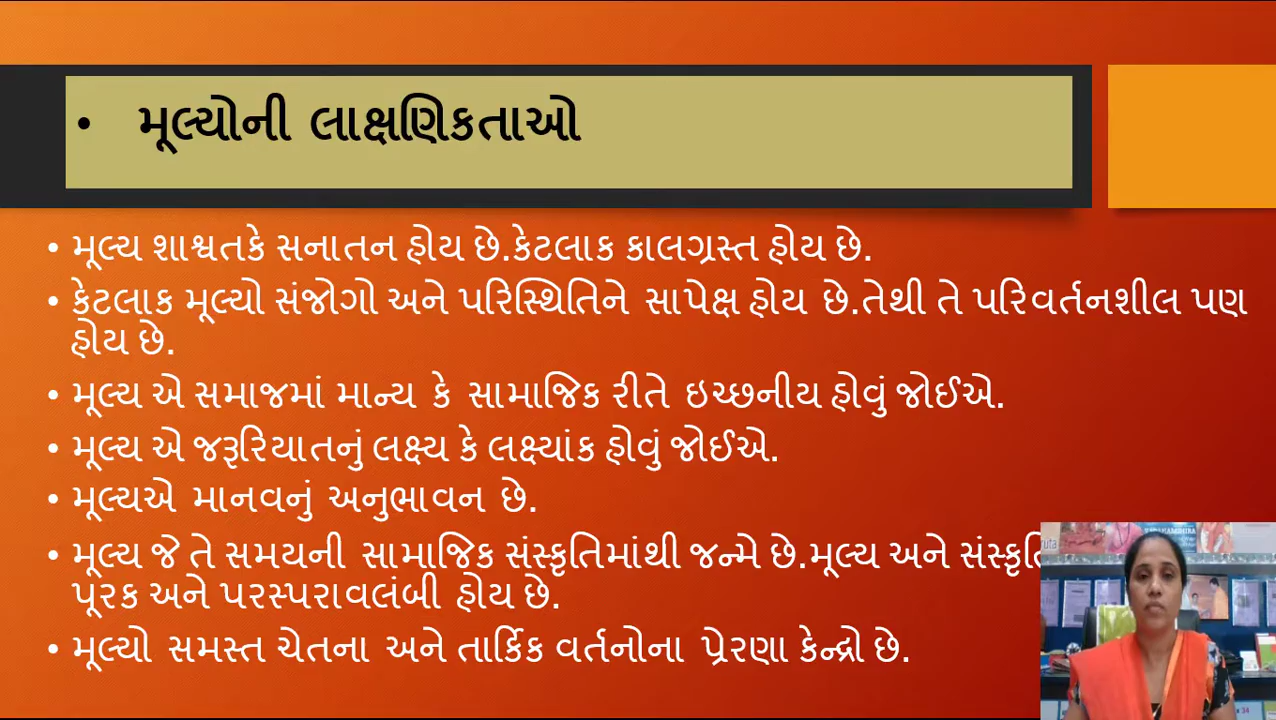 • મૂલ્યોની લાક્ષણિકતાઓ
• મૂલ્ય શાશ્વતકે સનાતન હોય છે.કેટલાક કાલગ્રસ્ત હોય છે.
• કેટલાક મૂલ્યો સંજોગો અને પરિસ્થિતિને સાપેક્ષ હોય છે.તેથી તે પરિવર્તનશીલ પણ
હોય છે.
• મૂલ્ય એ સમાજમાં માન્ય કે સામાજિક રીતે ઇચ્છનીય હોવું જોઈએ.
• મૂલ્ય એ જરૂરિયાતનું લક્ષ્ય કે લક્ષ્યાંક હોવું જોઈએ.
• મૂલ્યએ માનવનું અનુભાવન છે.
• મૂલ્ય જે તે સમયની સામાજિક સંસ્કૃતિમાંથી જન્મે છે.મૂલ્ય અને
પૂરક અને પરસ્પરાવલંબી હોય છે.
• મૂલ્યો સમસ્ત ચેતના અને તાર્કિક વર્તનોના પ્રેરણા કેન્દ્રો છે.